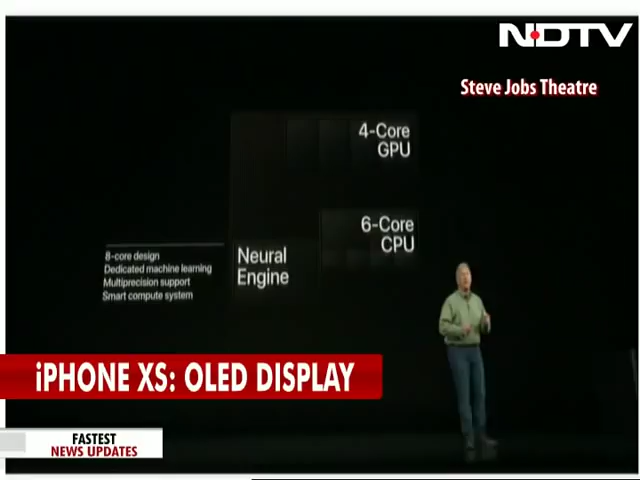 NDTV
Steve Jobs Theatre
4-Core
GPU
6-Core
CPU
8-core design
Dedicated machine learning
Multiprecision support
Smart compute system
Neural
Engine
iPHONE XS: OLED DISPLAY
FASTEST
NEWS UPDATES